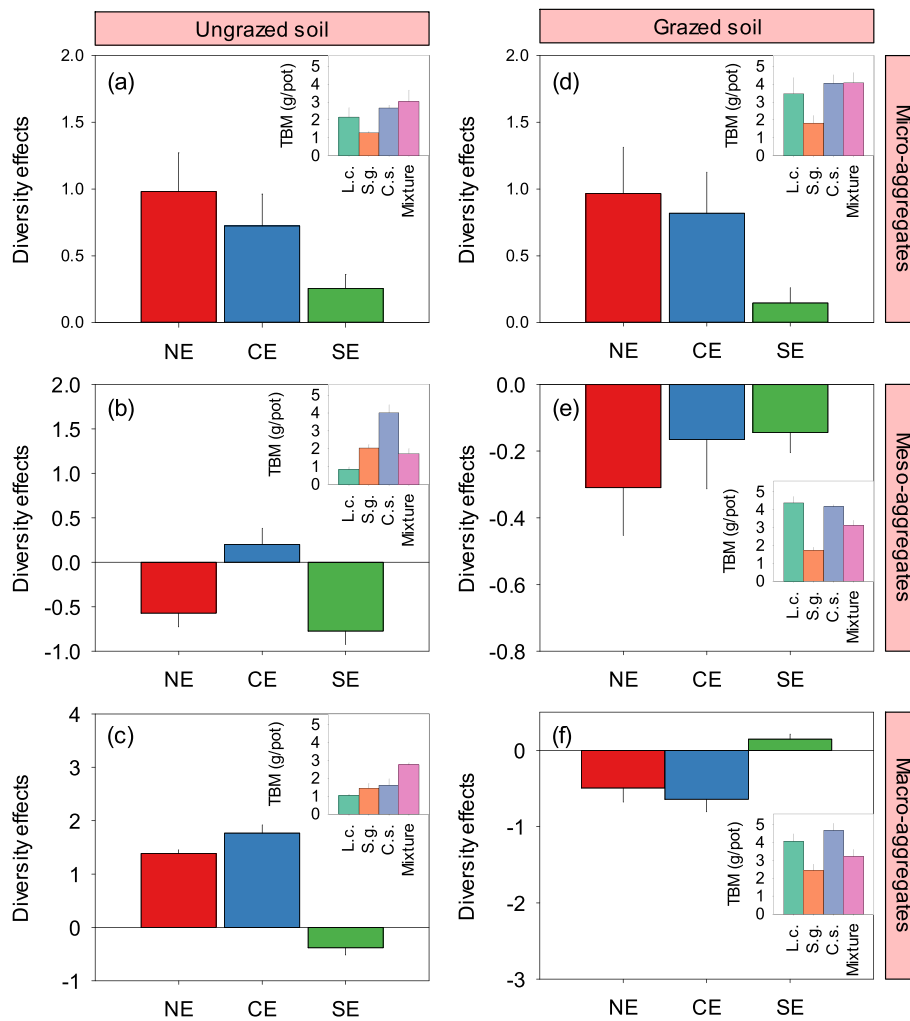 Ungrazed soil
Grazed soil
(a)
Diversity effects
2.0
1.5
1.0
0.5
0.0
NE CE SE
TBM (g/pot)
5
4
3
2
1
0
L.c. S.g. C.s. Mixture
(d)
Diversity effects
2.0
1.5
1.0
0.5
0.0
NE CE SE
TBM (g/pot)
5
4
3
2
1
0
L.c. S.g. C.s. Mixture
Micro-aggregates
(b)
Diversity effects
2.0
1.5
1.0
0.5
0.0
-0.5
-1.0
NE CE SE
TBM (g/pot)
5
4
3
2
1
0
L.c. S.g. C.s. Mixture
(e)
Diversity effects
0.0
-0.2
-0.4
-0.6
-0.8
NE CE SE
TBM (g/pot)
5
4
3
2
1
0
L.c. S.g. C.s. Mixture
Meso-aggregates
(c)
Diversity effects
4
3
2
1
0
-1
NE CE SE
TBM (g/pot)
5
4
3
2
1
0
L.c. S.g. C.s. Mixture
(f)
Diversity effects
0
-1
-2
-3
NE CE SE
TBM (g/pot)
5
4
3
2
1
0
L.c. S.g. C.s. Mixture
Macro-aggregates